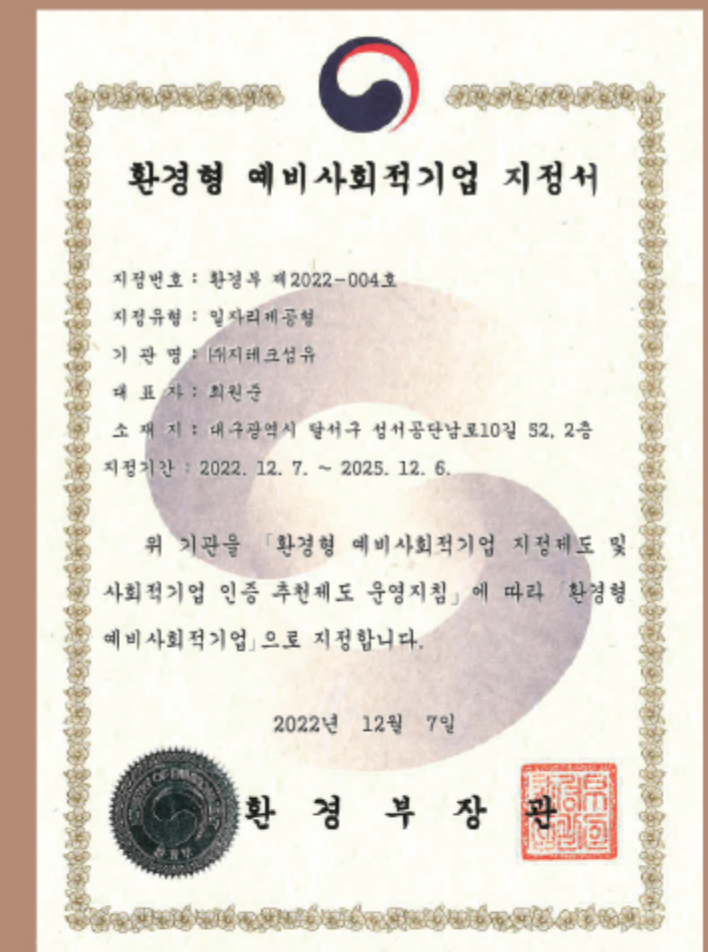 환경형 예비사회적기업 지정서
지정번호 : 환경부 제2022-004호
지정유형 : 일자리제공형
기 관 명 : ㈜지테크섬유
대 표 자 : 최원준
소 재 지 : 대구광역시 달서구 성서공단남로10길 52, 2층
지정기간 : 2022. 12. 7. ~ 2025. 12. 6.
위 기관을 「환경형 예비사회적기업 지정제도 및
사회적기업 인증 추천제도 운영지침」에 따라 「환경형
예비사회적기업」으로 지정합니다.
2022년 12월 7일
환 경 부 장 관
환경부